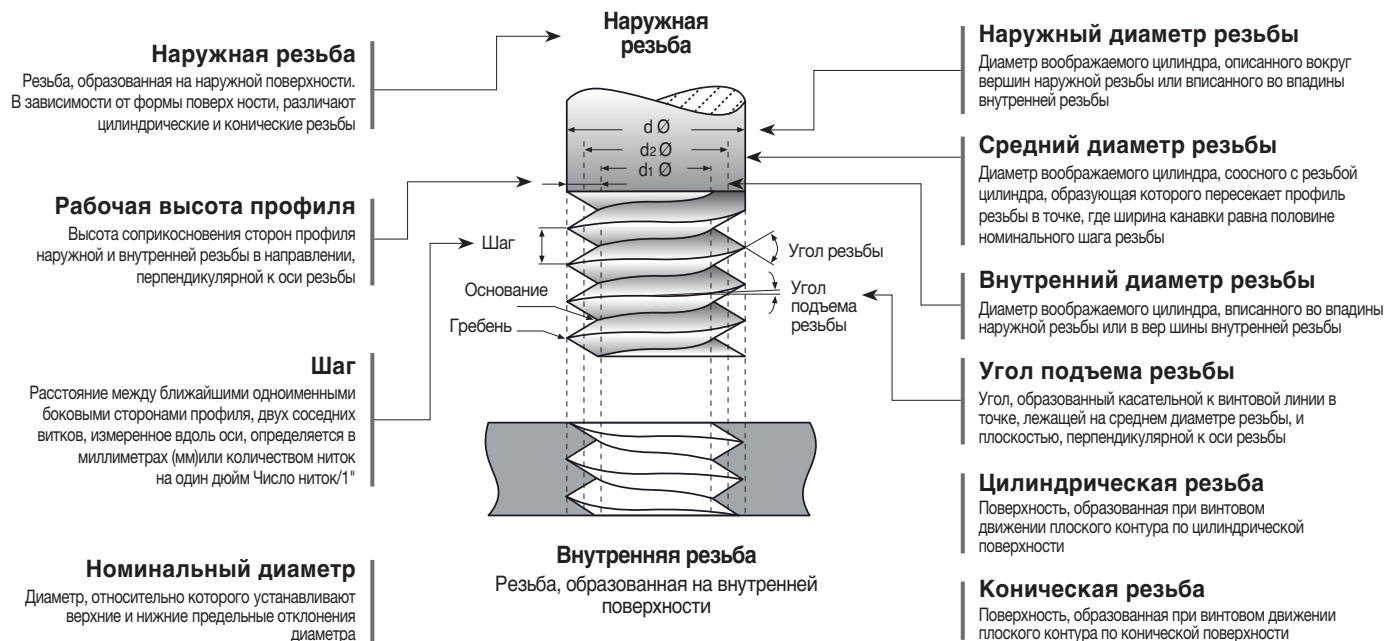 Наружная резьба
Резьба, образованная на наружной поверхности.
В зависимости от формы поверх ности, различают
цилиндрические и конические резьбы
Рабочая высота профиля
Высота соприкосновения сторон профиля
наружной и внутренней резьбы в направлении,
перпендикулярной к оси резьбы
Шаг
Расстояние между ближайшими одноименными
боковыми сторонами профиля, двух соседних
витков, измеренное вдоль оси, определяется в
миллиметрах (мм)или количеством ниток
на один дюйм Число ниток/1"
Номинальный диаметр
Диаметр, относительно которого устанавливают
верхние и нижние предельные отклонения
диаметра
Наружная
резьба
d Ø
d2 Ø
d1 Ø
Шаг
Основание
Гребень
Угол резьбы
Угол
подъема
резьбы
Внутренняя резьба
Резьба, образованная на внутренней
поверхности
Наружный диаметр резьбы
Диаметр воображаемого цилиндра, описанного вокруг
вершин наружной резьбы или вписанного во впадины
внутренней резьбы
Средний диаметр резьбы
Диаметр воображаемого цилиндра, соосного с резьбой
цилиндра, образующая которого пересекает профиль
резьбы в точке, где ширина канавки равна половине
номинального шага резьбы
Внутренний диаметр резьбы
Диаметр воображаемого цилиндра, вписанного во впадины
наружной резьбы или в вер шины внутренней резьбы
Угол подъема резьбы
Угол, образованный касательной к винтовой линии в
точке, лежащей на среднем диаметре резьбы, и
плоскостью, перпендикулярной к оси резьбы
Цилиндрическая резьба
Поверхность, образованная при винтовом
движении плоского контура по цилиндрической
поверхности
Коническая резьба
Поверхность, образованная при винтовом движении
плоского контура по конической поверхности